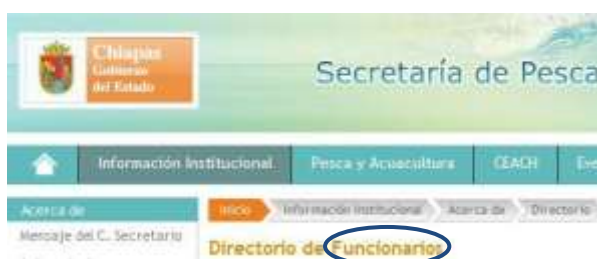 Chiapas
Gobierno
del Estado
Secretaría de Pesca
Información Institucional Pesca y Acuacultura CEACH Eve
Acerca de
Inicio Información Institucional Acerca de Directorio
Mensaje del C. Secretario
Directorio de Funcionarios